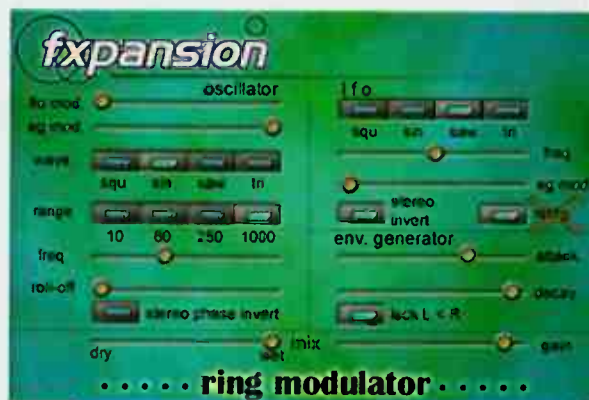 fxpansion
oscillator
lfo mod
eg mod
wave
squ sin saw tri
range
10 60 250 1000
freq
roll-off
stereo phase invert
dry wet mix
l f o
squ sin saw tri
freq
eg mod
stereo
invert
env. generator
attack
decay
lock L < R
gain
ring modulator